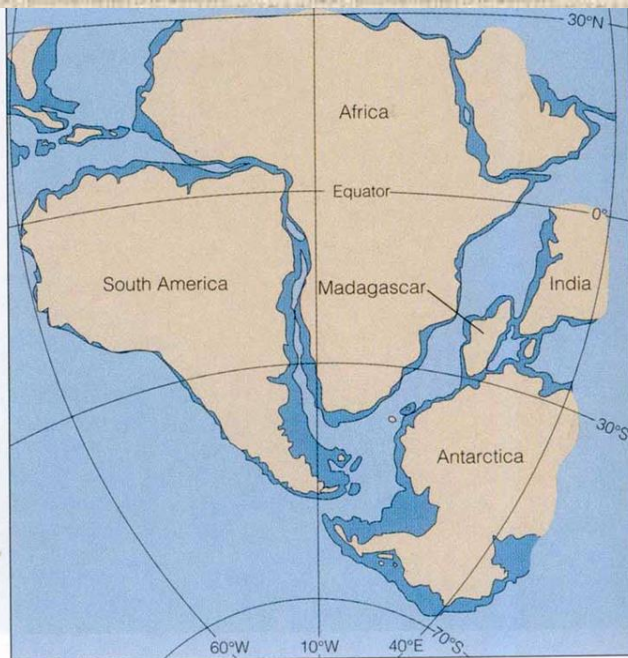 30°N
Africa
Equator
0°
South America
Madagascar
India
30°S
Antarctica
70°S
60°W
10°W
40°E